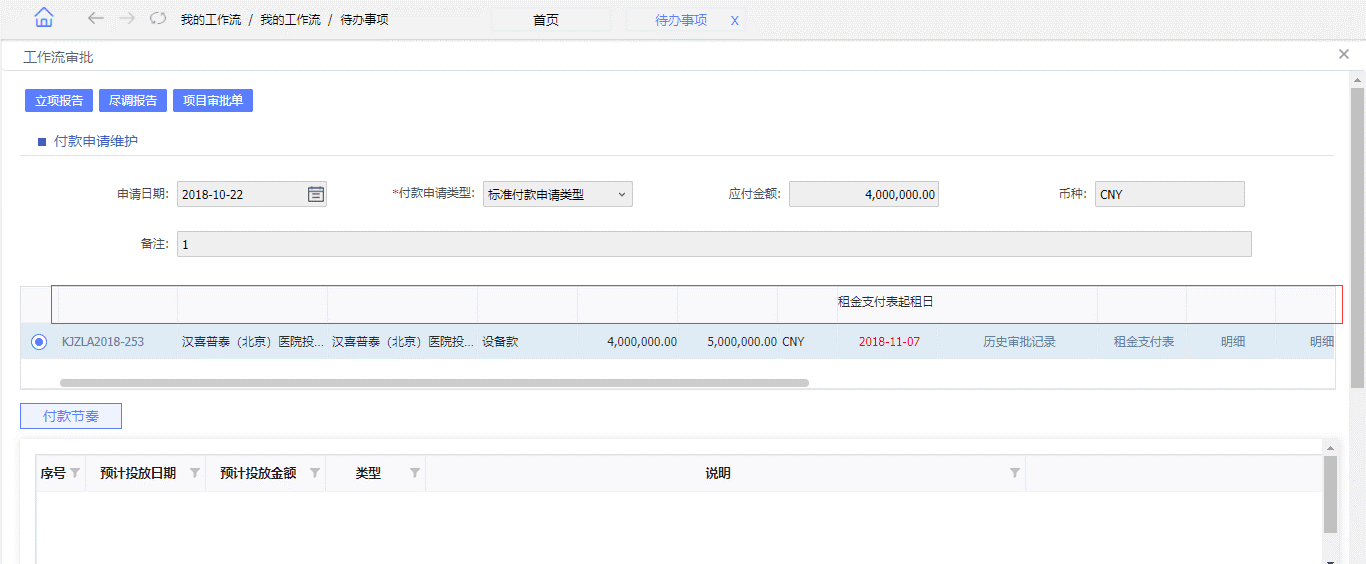 我的工作流 / 我的工作流 / 待办事项 首页 待办事项 X
工作流审批
立项报告 尽调报告 项目审批单
付款申请维护
申请日期: 2018-10-22 *付款申请类型: 标准付款申请类型 应付金额: 4,000,000.00 币种: CNY
备注: 1
租金支付表起租日
KJZLA2018-253 汉喜普泰（北京）医院投... 汉喜普泰（北京）医院投... 设备款 4,000,000.00 5,000,000.00 CNY 2018-11-07 历史审批记录 租金支付表 明细 明细
付款节奏
序号 预计投放日期 预计投放金额 类型 说明